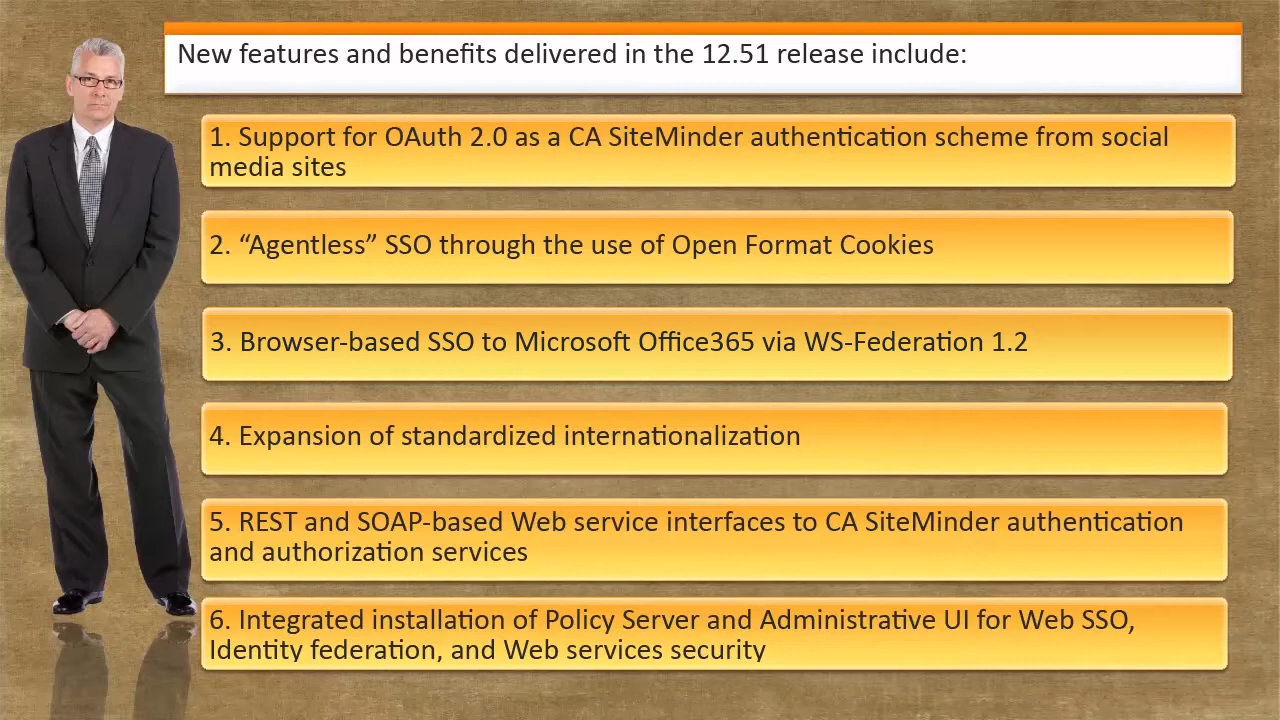 New features and benefits delivered in the 12.51 release include:
1. Support for OAuth 2.0 as a CA SiteMinder authentication scheme from social
media sites
2. “Agentless” SSO through the use of Open Format Cookies
3. Browser-based SSO to Microsoft Office365 via WS-Federation 1.2
4. Expansion of standardized internationalization
5. REST and SOAP-based Web service interfaces to CA SiteMinder authentication
and authorization services
6. Integrated installation of Policy Server and Administrative UI for Web SSO,
Identity federation, and Web services security